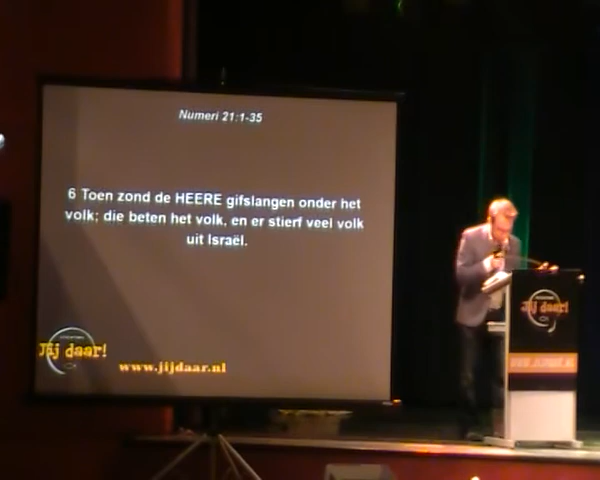 Numeri 21:1-35
6 Toen zond de HEERE gifslangen onder het
volk; die beten het volk, en er stierf veel volk
uit Israël.
Jij daar!
www.jijdaar.nl
Jij daar!